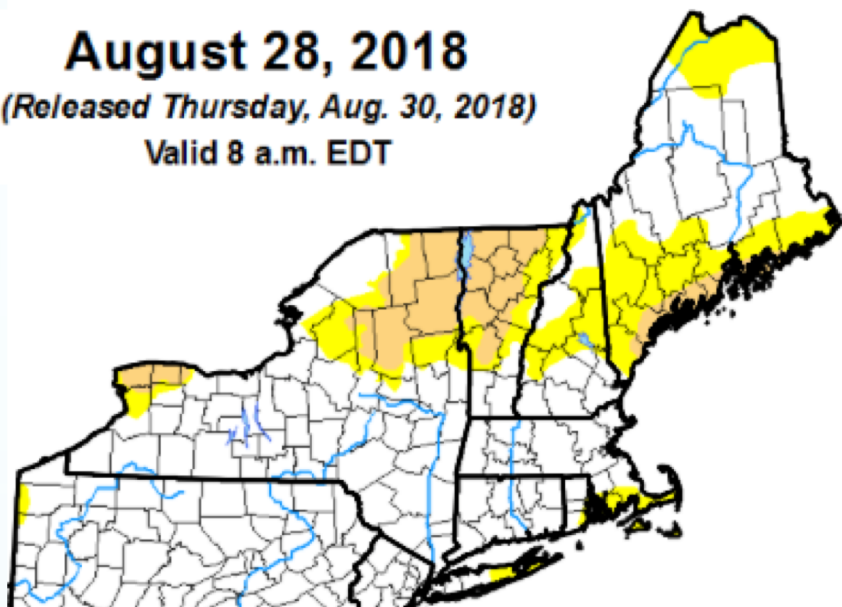 August 28, 2018
(Released Thursday, Aug. 30, 2018)
Valid 8 a.m. EDT